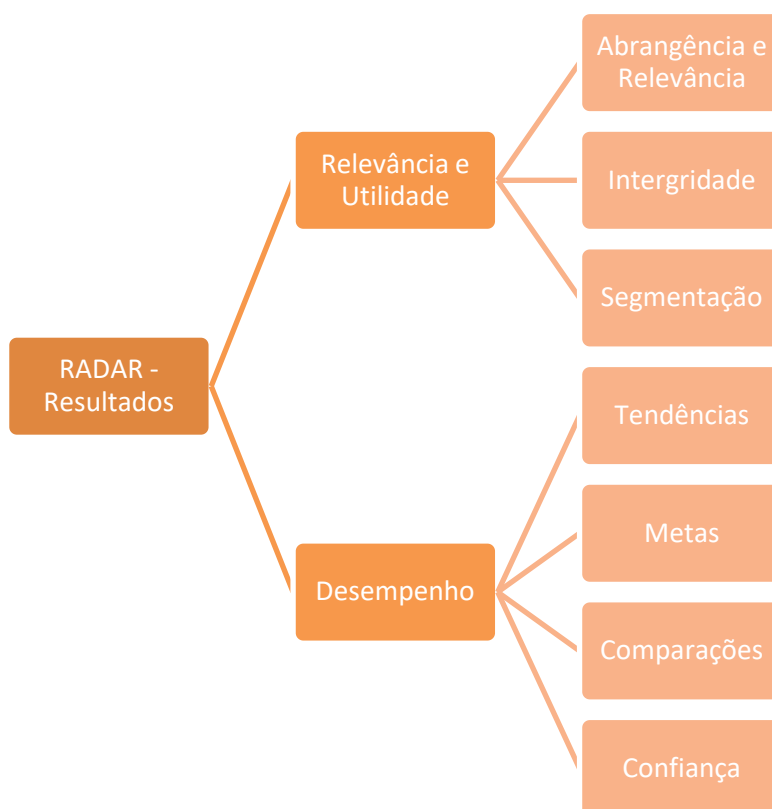 Abrangência e
Relevância
Relevância e
Utilidade
Intergridade
Segmentação
RADAR -
Resultados
Tendências
Metas
Desempenho
Comparações
Confiança